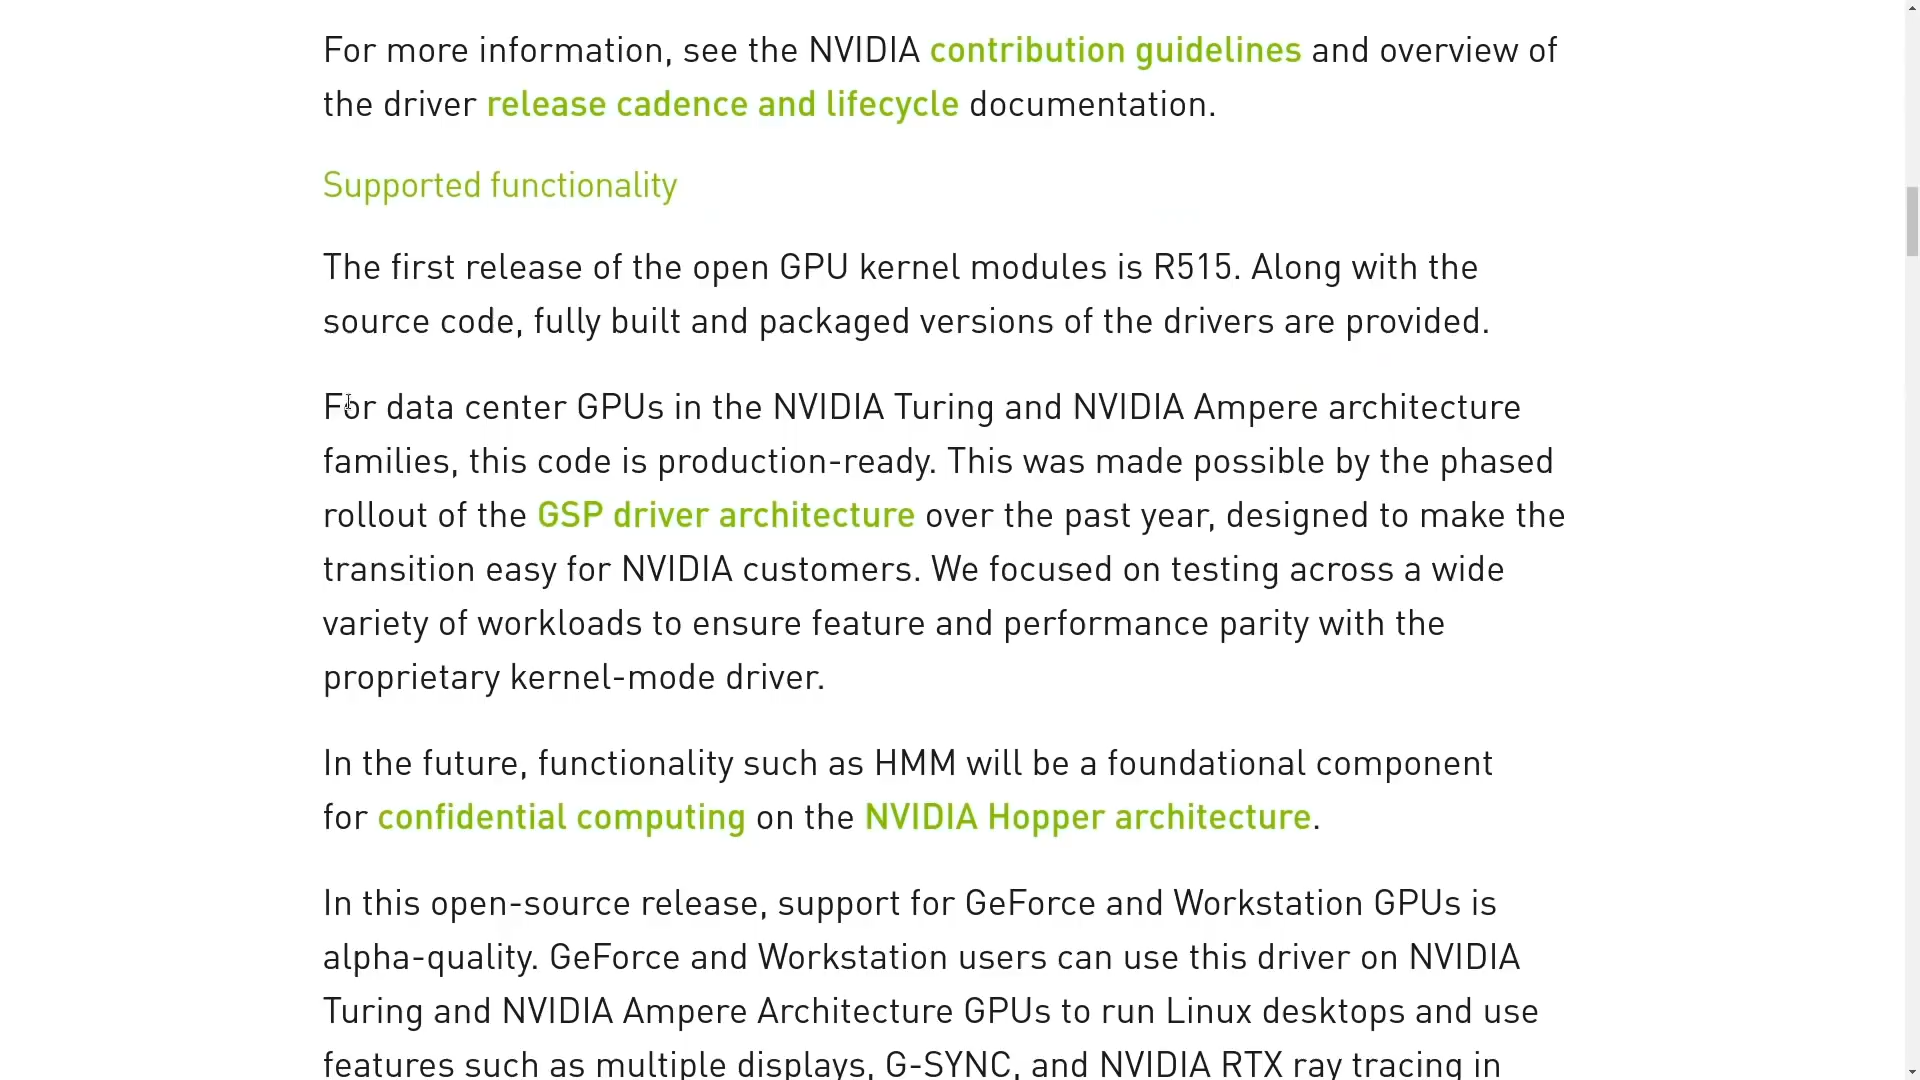 For more information, see the NVIDIA contribution guidelines and overview of
the driver release cadence and lifecycle documentation.
Supported functionality
The first release of the open GPU kernel modules is R515. Along with the
source code, fully built and packaged versions of the drivers are provided.
For data center GPUs in the NVIDIA Turing and NVIDIA Ampere architecture
families, this code is production-ready. This was made possible by the phased
rollout of the GSP driver architecture over the past year, designed to make the
transition easy for NVIDIA customers. We focused on testing across a wide
variety of workloads to ensure feature and performance parity with the
proprietary kernel-mode driver.
In the future, functionality such as HMM will be a foundational component
for confidential computing on the NVIDIA Hopper architecture.
In this open-source release, support for GeForce and Workstation GPUs is
alpha-quality. GeForce and Workstation users can use this driver on NVIDIA
Turing and NVIDIA Ampere Architecture GPUs to run Linux desktops and use
features such as multiple displays, G-SYNC, and NVIDIA RTX ray tracing in